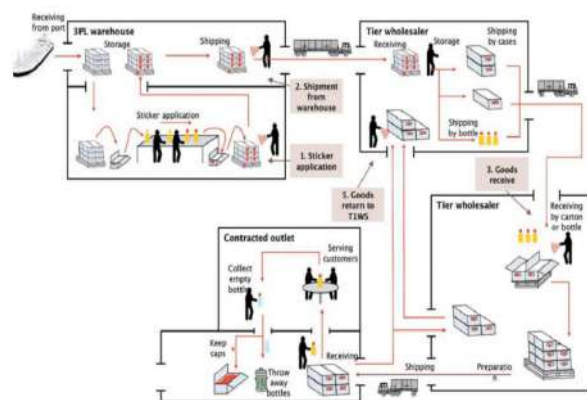 Receiving
from port
3PL warehouse
Storage
Shipping
2. Shipment
from
warehouse
Sticker application
1. Sticker
application
Tier wholesaler
Receiving
Storage
Shipping
by cases
Shipping
by bottle
5. Goods
return to
T1WS
3. Goods
receive
Tier wholesaler
Receiving
by carton
or bottle
Contracted outlet
Serving
customers
Collect
empty
bottle
Keep
caps
Throw
away
bottles
Receiving
Shipping
Preparatio
n